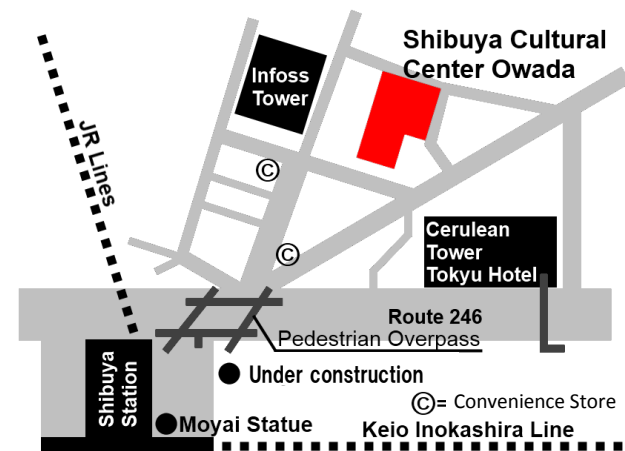 Shibuya Cultural
Center Owada
Infoss
Tower
JR Lines
C
C
Cerulean
Tower
Tokyu Hotel
Route 246
Pedestrian Overpass
Shibuya
Station
Under construction
C= Convenience Store
Moyai Statue
Keio Inokashira Line